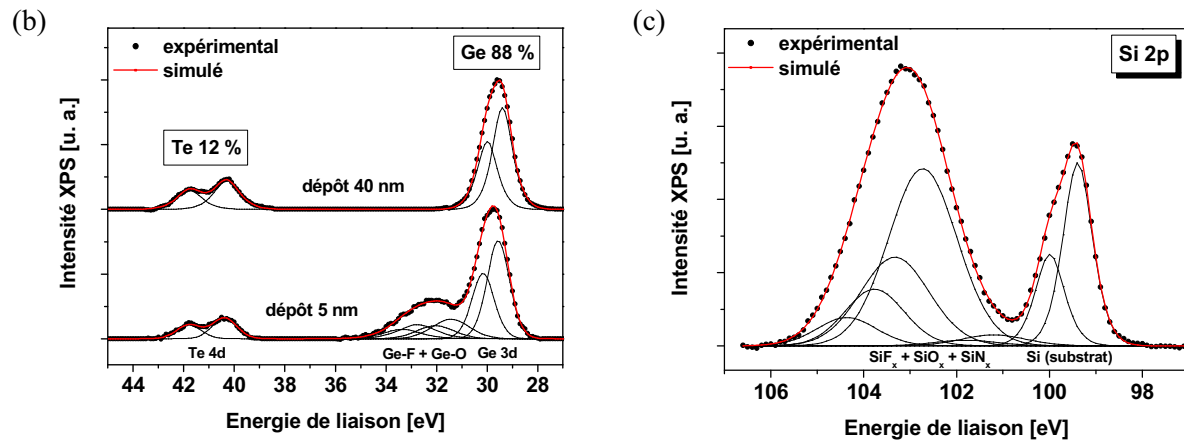 (b)
Intensité XPS [u. a.]
expérimental
simulé
Ge 88 %
Te 12 %
dépôt 40 nm
dépôt 5 nm
Te 4d
Ge-F + Ge-O
Ge 3d
44 42 40 38 36 34 32 30 28
Energie de liaison [eV]
(c)
Intensité XPS [u. a.]
expérimental
simulé
Si 2p
SiFx + SiOx + SiNx
Si (substrat)
106 104 102 100 98
Energie de liaison [eV]